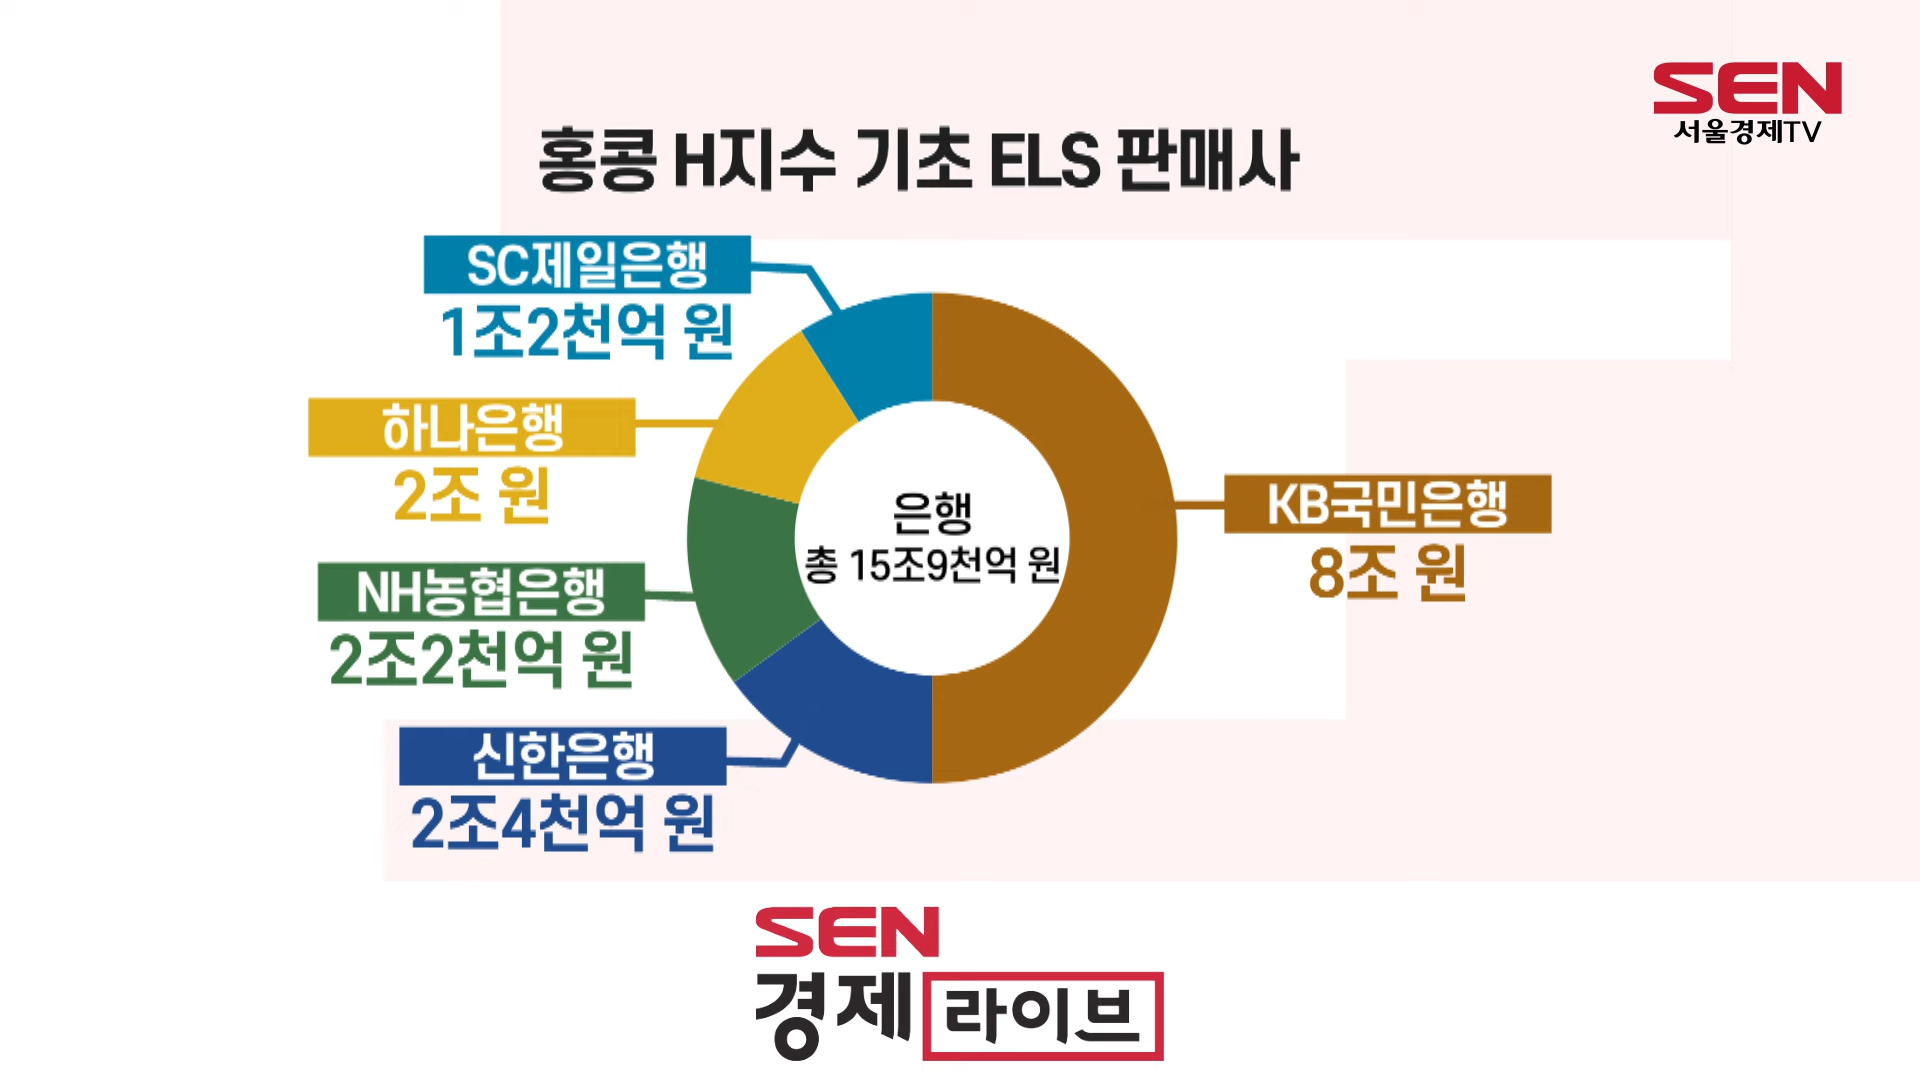 SEN
서울경제TV
홍콩 H지수 기초 ELS 판매사
SC제일은행
1조2천억 원
하나은행
2조 원
은행
총 15조9천억 원
KB국민은행
8조 원
NH농협은행
2조2천억 원
신한은행
2조4천억 원
SEN
경제 라이브